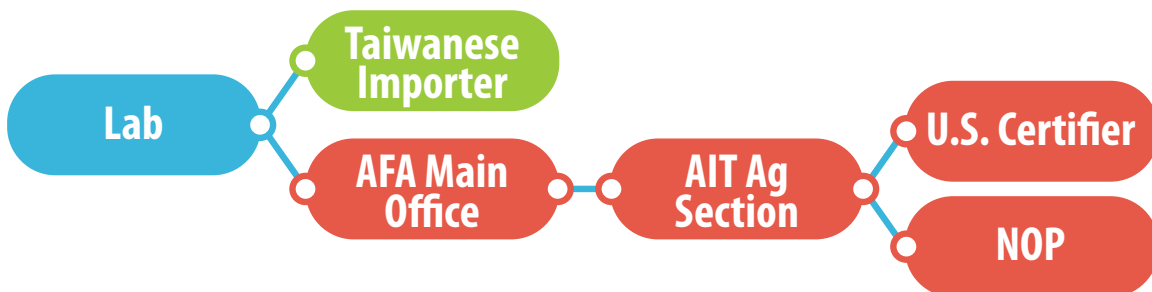 Lab
Taiwanese
Importer
AFA Main
Office
AIT Ag
Section
U.S. Certifier
NOP